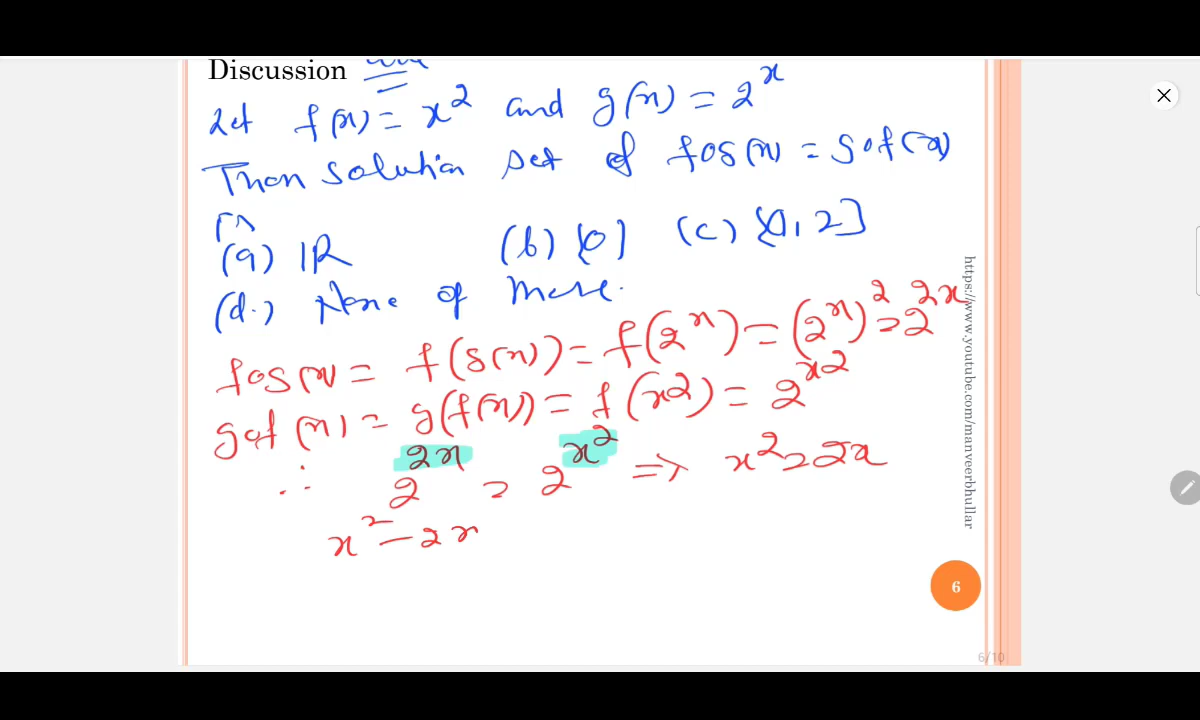 Discussion
Let f(x) = x² and g(x) = 2^x
Then solution set of fog(x) = gof(x)
is
(a) IR (b) {0} (c) {0, 2}
(d.) None of these.
fog(x) = f(g(x)) = f(2^x) = (2^x)² = 2^2x
gof(x) = g(f(x)) = f(x²) = 2^x²
∴ 2^2x = 2^x² ⇒ x² = 2x
x² - 2x
https://www.youtube.com/manveerbhullar
6
6/10